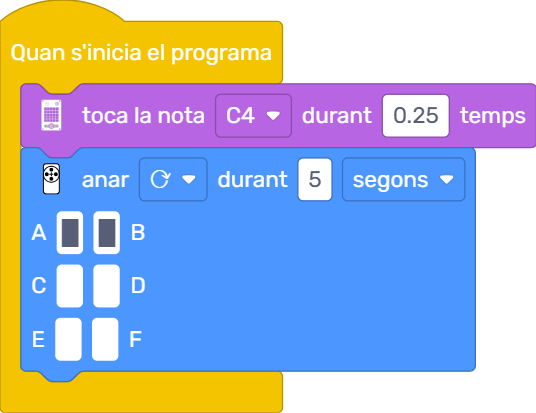 Quan s'inicia el programa
toca la nota C4 durant 0.25 temps
anar durant 5 segons
A B
C D
E F